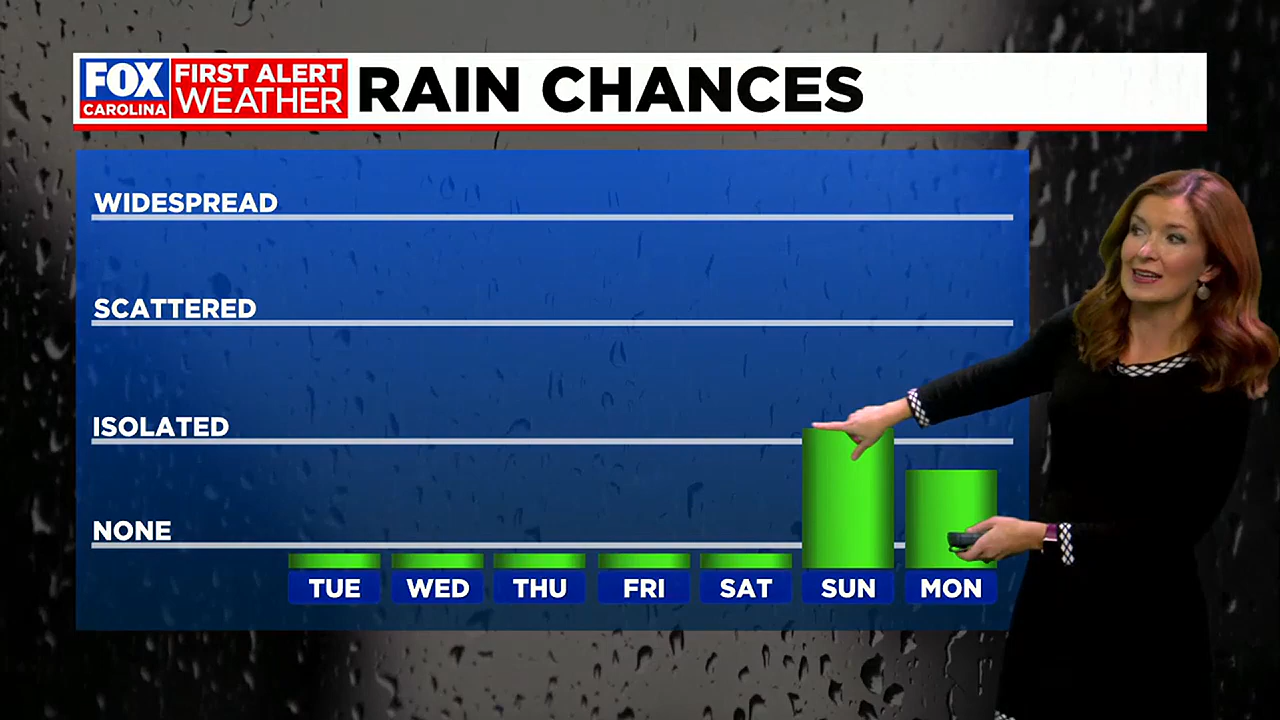 FOX CAROLINA FIRST ALERT WEATHER RAIN CHANCES
WIDESPREAD
SCATTERED
ISOLATED
NONE
TUE WED THU FRI SAT SUN MON